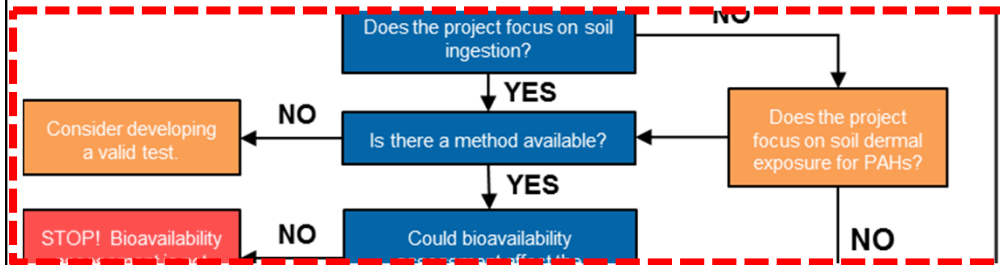 NO
Does the project focus on soil
ingestion?
YES
NO
Is there a method available?
Consider developing
a valid test.
Does the project
focus on soil dermal
exposure for PAHs?
YES
NO
STOP! Bioavailability
Could bioavailability
NO